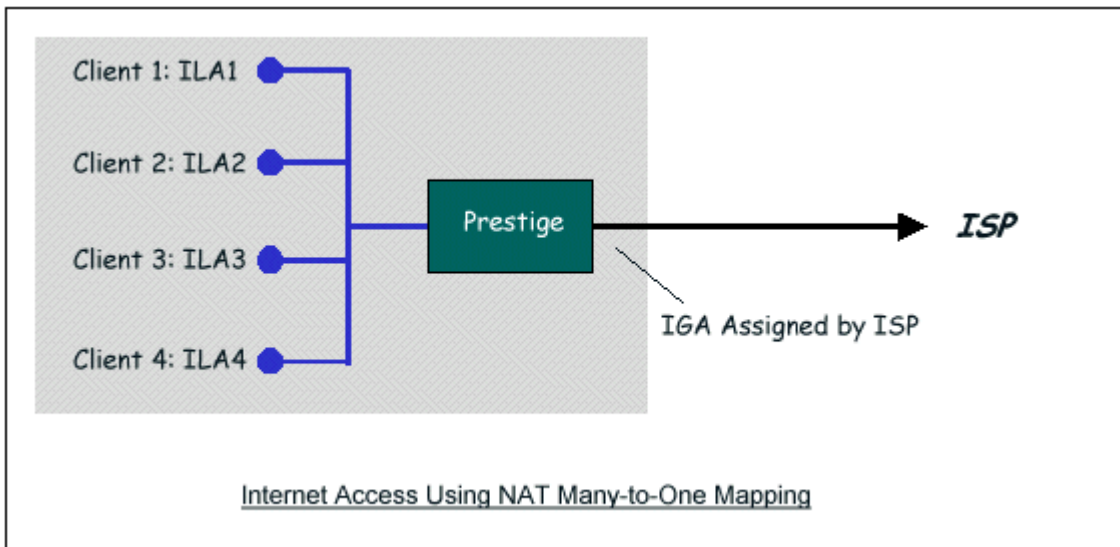 Client 1: ILA1
Client 2: ILA2
Prestige
ISP
Client 3: ILA3
IGA Assigned by ISP
Client 4: ILA4
Internet Access Using NAT Many-to-One Mapping